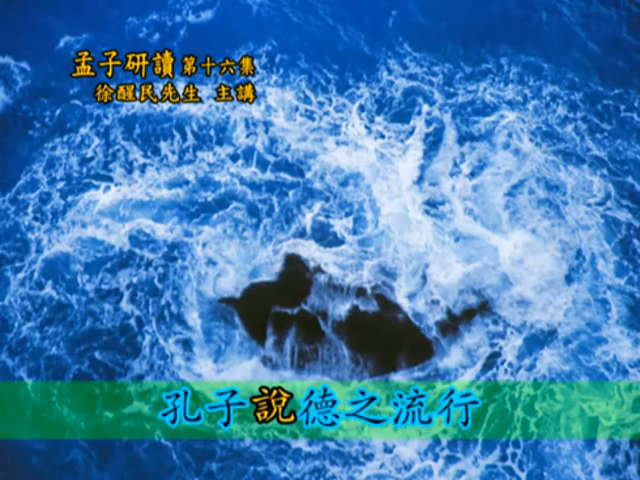 孟子研讀 第十六集
徐醒民先生 主講
孔子說德之流行